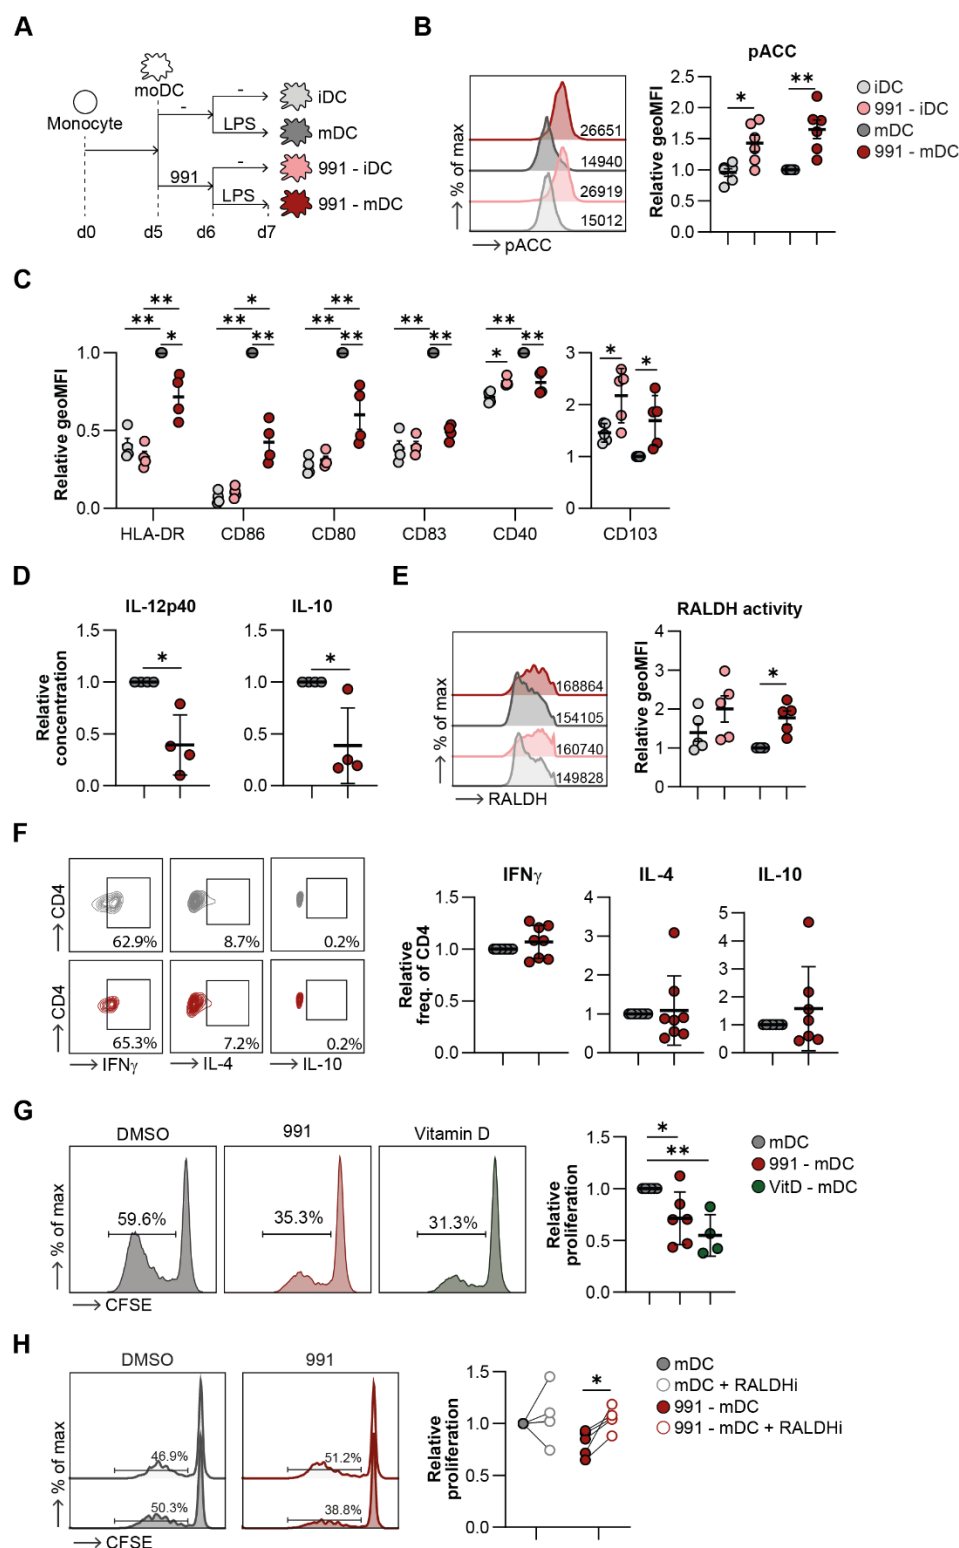 A
Monocyte
moDC
-
991
-
LPS
-
LPS
iDC
mDC
991 - iDC
991 - mDC
d0
d5
d6
d7
B
% of max
pACC
26651
14940
26919
15012
pACC
Relative geoMFI
2.5
2.0
1.5
1.0
0.5
0.0
*
**
iDC
991 - iDC
mDC
991 - mDC
C
Relative geoMFI
1.0
0.5
0.0
** ** *
** * **
** ** **
** **
** * **
HLA-DR
CD86
CD80
CD83
CD40
3
2
1
0
* *
CD103
D
IL-12p40
Relative
concentration
1.5
1.0
0.5
0.0
*
IL-10
1.5
1.0
0.5
0.0
*
E
% of max
RALDH
168864
154105
160740
149828
RALDH activity
Relative geoMFI
4
3
2
1
0
*
F
CD4
62.9%
8.7%
0.2%
CD4
65.3%
7.2%
0.2%
IFNγ
IL-4
IL-10
IFNγ
Relative
freq. of CD4
1.5
1.0
0.5
0.0
IL-4
4
3
2
1
0
IL-10
5
4
3
2
1
0
G
DMSO
991
Vitamin D
% of max
59.6%
35.3%
31.3%
CFSE
Relative
proliferation
1.5
1.0
0.5
0.0
*
**
mDC
991 - mDC
VitD - mDC
H
DMSO
991
% of max
46.9%
50.3%
51.2%
38.8%
CFSE
Relative
proliferation
1.5
1.0
0.5
0.0
*
mDC
mDC + RALDHi
991 - mDC
991 - mDC + RALDHi